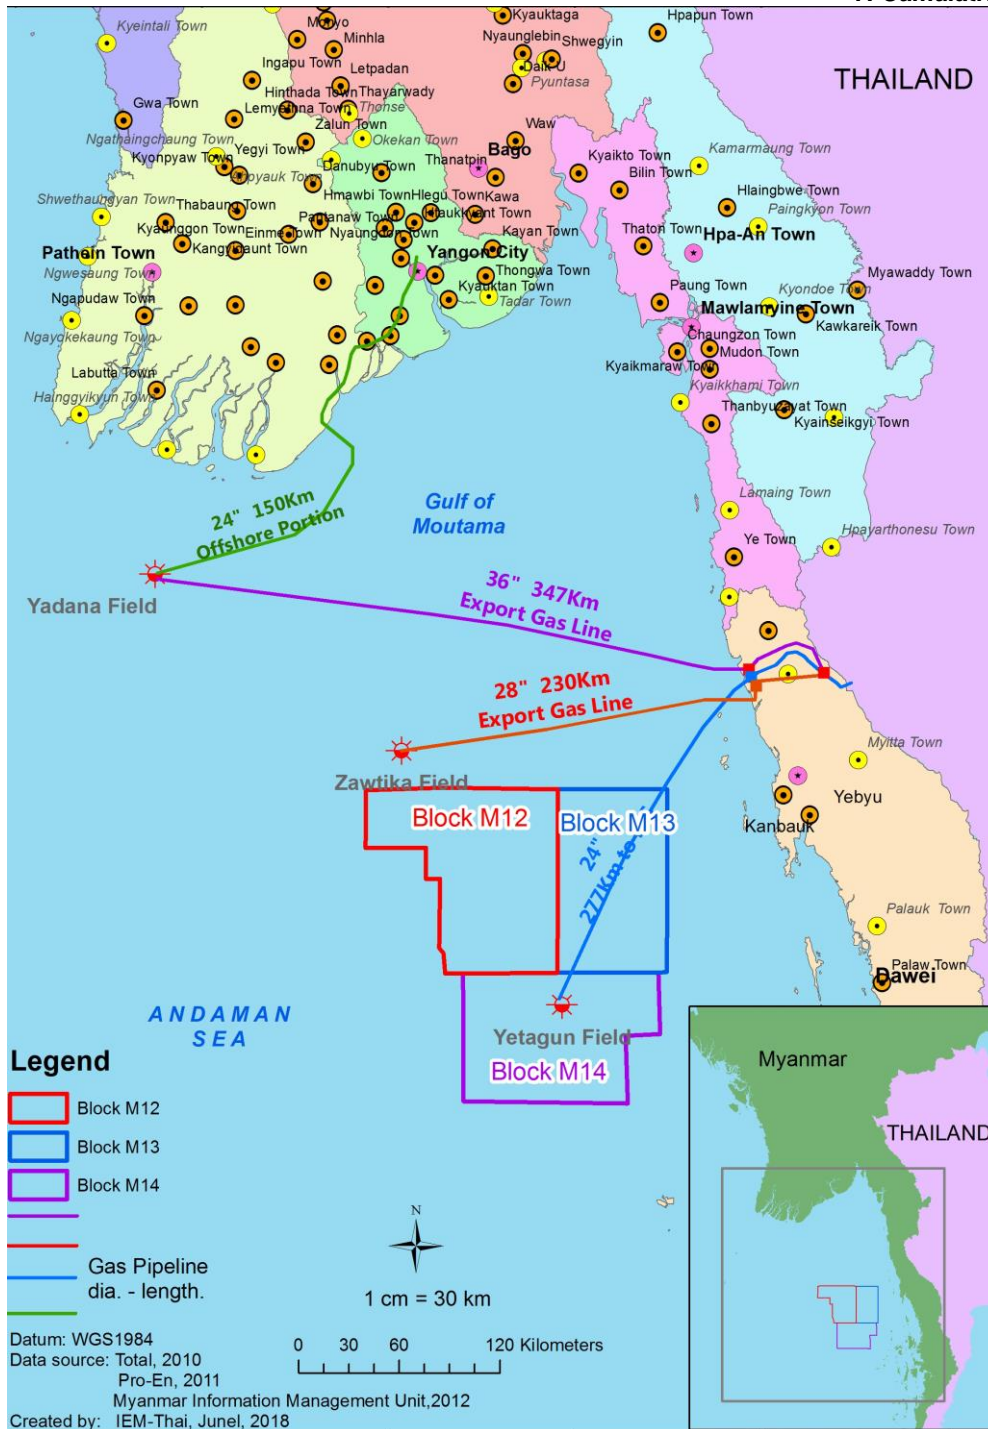 Kyeintali Town
Monyo
Kyauktaga
Hpapun Town
Minhla
Nyaunglebin
Shwegyin
Daik U
Pyuntasa
THAILAND
Ingapu Town
Letpadan
Hinthada Town
Thayarwady
Thonse
Gwa Town
Lemyethna Town
Zalun Town
Okekan Town
Waw
Ngathaingchaung Town
Yegyi Town
Bago
Kyaikto Town
Kamarmaung Town
Kyonpyaw Town
Danubyu Town
Thanatpin
Bilin Town
Hlaingbwe Town
Shwethaungyan Town
Thabaung Town
Hmawbi Town
Hlegu Town
Kawa
Paingkyon Town
Kyaunggon Town
Einme Town
Pantanaw Town
Nyaungdon Town
Kayan Town
Thaton Town
Hpa-An Town
Pathein Town
Kangyidaunt Town
Yangon City
Ngwesaung Town
Thongwa Town
Myawaddy Town
Ngapudaw Town
Kyauktan Town
Tadar Town
Paung Town
Kyondoe Town
Mawlamyine Town
Kawkareik Town
Ngayokekaung Town
Chaungzon Town
Mudon Town
Labutta Town
Kyaikmaraw Town
Kyaikkhami Town
Hainggyikyun Town
Thanbyuzayat Town
Kyainseikgyi Town
Gulf of
Moutama
Lamaing Town
24" 150Km
Offshore Portion
Hpayarthonesu Town
Ye Town
Yadana Field
36" 347Km
Export Gas Line
28" 230Km
Export Gas Line
Myitta Town
Zawtika Field
Yebyu
Block M12
Block M13
Kanbauk
24"
277Km to
Palauk Town
Palaw Town
Dawei
ANDAMAN
SEA
Yetagun Field
Block M14
Legend
Block M12
Block M13
Block M14
Gas Pipeline
dia. - length.
N
1 cm = 30 km
0 30 60 120 Kilometers
Datum: WGS1984
Data source: Total, 2010
Pro-En, 2011
Myanmar Information Management Unit,2012
Created by: IEM-Thai, Junel, 2018
Myanmar
THAILAND